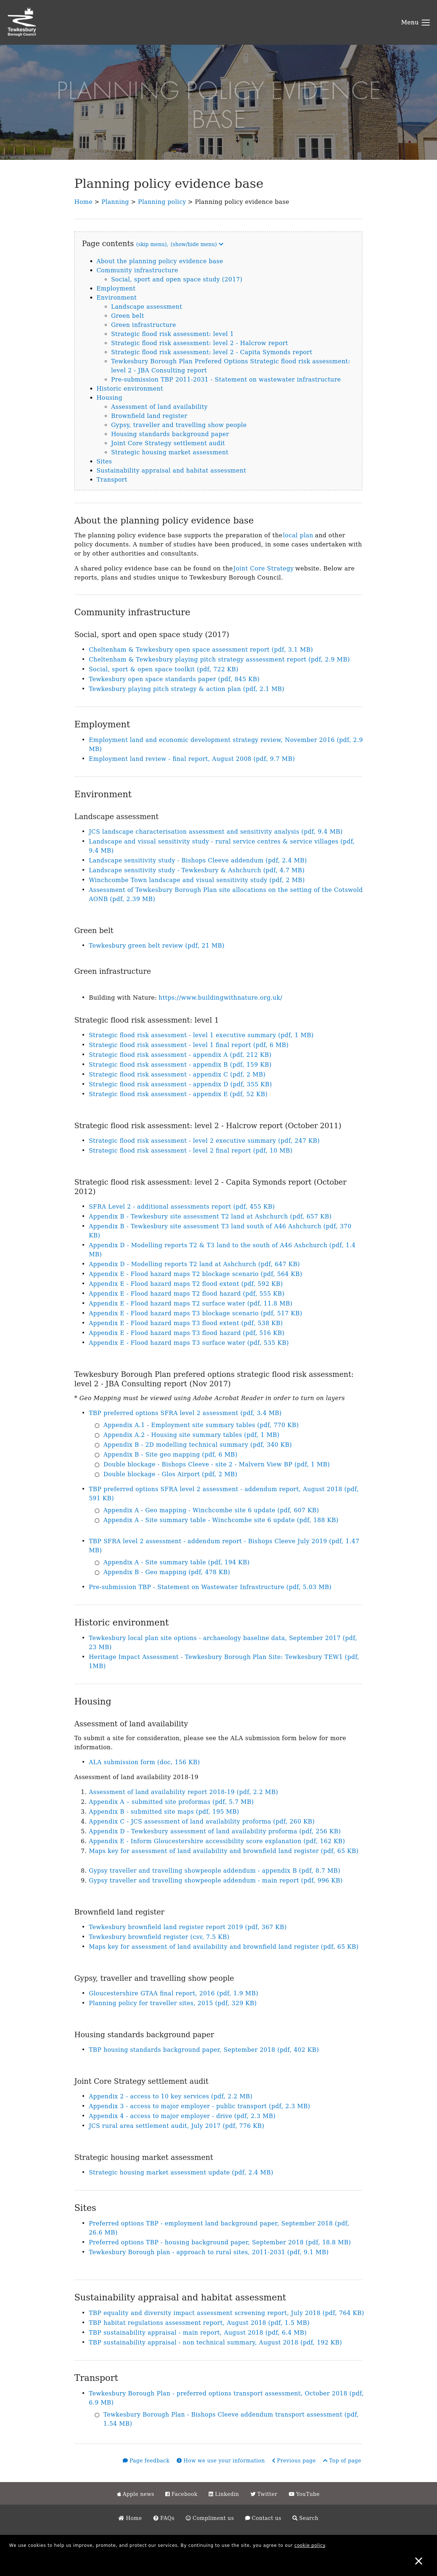 Tewkesbury
Borough Council
Menu
PLANNING POLICY EVIDENCE
BASE
Planning policy evidence base
Home > Planning > Planning policy > Planning policy evidence base
Page contents (skip menu), (show/hide menu)
About the planning policy evidence base
Community infrastructure
Social, sport and open space study (2017)
Employment
Environment
Landscape assessment
Green belt
Green infrastructure
Strategic flood risk assessment: level 1
Strategic flood risk assessment: level 2 - Halcrow report
Strategic flood risk assessment: level 2 - Capita Symonds report
Tewkesbury Borough Plan Prefered Options Strategic flood risk assessment:
level 2 - JBA Consulting report
Pre-submission TBP 2011-2031 - Statement on wastewater infrastructure
Historic environment
Housing
Assessment of land availability
Brownfield land register
Gypsy, traveller and travelling show people
Housing standards background paper
Joint Core Strategy settlement audit
Strategic housing market assessment
Sites
Sustainability appraisal and habitat assessment
Transport
About the planning policy evidence base
The planning policy evidence base supports the preparation of the local plan and other
policy documents. A number of studies have been produced, in some cases undertaken with
or by other authorities and consultants.
A shared policy evidence base can be found on the Joint Core Strategy website. Below are
reports, plans and studies unique to Tewkesbury Borough Council.
Community infrastructure
Social, sport and open space study (2017)
Cheltenham & Tewkesbury open space assessment report (pdf, 3.1 MB)
Cheltenham & Tewkesbury playing pitch strategy asssessment report (pdf, 2.9 MB)
Social, sport & open space toolkit (pdf, 722 KB)
Tewkesbury open space standards paper (pdf, 845 KB)
Tewkesbury playing pitch strategy & action plan (pdf, 2.1 MB)
Employment
Employment land and economic development strategy review, November 2016 (pdf, 2.9
MB)
Employment land review - final report, August 2008 (pdf, 9.7 MB)
Environment
Landscape assessment
JCS landscape characterisation assessment and sensitivity analysis (pdf, 9.4 MB)
Landscape and visual sensitivity study - rural service centres & service villages (pdf,
9.4 MB)
Landscape sensitivity study - Bishops Cleeve addendum (pdf, 2.4 MB)
Landscape sensitivity study - Tewkesbury & Ashchurch (pdf, 4.7 MB)
Winchcombe Town landscape and visual sensitivity study (pdf, 2 MB)
Assessment of Tewkesbury Borough Plan site allocations on the setting of the Cotswold
AONB (pdf, 2.39 MB)
Green belt
Tewkesbury green belt review (pdf, 21 MB)
Green infrastructure
Building with Nature: https://www.buildingwithnature.org.uk/
Strategic flood risk assessment: level 1
Strategic flood risk assessment - level 1 executive summary (pdf, 1 MB)
Strategic flood risk assessment - level 1 final report (pdf, 6 MB)
Strategic flood risk assessment - appendix A (pdf, 212 KB)
Strategic flood risk assessment - appendix B (pdf, 159 KB)
Strategic flood risk assessment - appendix C (pdf, 2 MB)
Strategic flood risk assessment - appendix D (pdf, 355 KB)
Strategic flood risk assessment - appendix E (pdf, 52 KB)
Strategic flood risk assessment: level 2 - Halcrow report (October 2011)
Strategic flood risk assessment - level 2 executive summary (pdf, 247 KB)
Strategic flood risk assessment - level 2 final report (pdf, 10 MB)
Strategic flood risk assessment: level 2 - Capita Symonds report (October
2012)
SFRA Level 2 - additional assessments report (pdf, 455 KB)
Appendix B - Tewkesbury site assessment T2 land at Ashchurch (pdf, 657 KB)
Appendix B - Tewkesbury site assessment T3 land south of A46 Ashchurch (pdf, 370
KB)
Appendix D - Modelling reports T2 & T3 land to the south of A46 Ashchurch (pdf, 1.4
MB)
Appendix D - Modelling reports T2 land at Ashchurch (pdf, 647 KB)
Appendix E - Flood hazard maps T2 blockage scenario (pdf, 564 KB)
Appendix E - Flood hazard maps T2 flood extent (pdf, 592 KB)
Appendix E - Flood hazard maps T2 flood hazard (pdf, 555 KB)
Appendix E - Flood hazard maps T2 surface water (pdf, 11.8 MB)
Appendix E - Flood hazard maps T3 blockage scenario (pdf, 517 KB)
Appendix E - Flood hazard maps T3 flood extent (pdf, 538 KB)
Appendix E - Flood hazard maps T3 flood hazard (pdf, 516 KB)
Appendix E - Flood hazard maps T3 surface water (pdf, 535 KB)
Tewkesbury Borough Plan prefered options strategic flood risk assessment:
level 2 - JBA Consulting report (Nov 2017)
* Geo Mapping must be viewed using Adobe Acrobat Reader in order to turn on layers
TBP preferred options SFRA level 2 assessment (pdf, 3.4 MB)
Appendix A.1 - Employment site summary tables (pdf, 770 KB)
Appendix A.2 - Housing site summary tables (pdf, 1 MB)
Appendix B - 2D modelling technical summary (pdf, 340 KB)
Appendix B - Site geo mapping (pdf, 6 MB)
Double blockage - Bishops Cleeve - site 2 - Malvern View BP (pdf, 1 MB)
Double blockage - Glos Airport (pdf, 2 MB)
TBP preferred options SFRA level 2 assessment - addendum report, August 2018 (pdf,
591 KB)
Appendix A - Geo mapping - Winchcombe site 6 update (pdf, 607 KB)
Appendix A - Site summary table - Winchcombe site 6 update (pdf, 188 KB)
TBP SFRA level 2 assessment - addendum report - Bishops Cleeve July 2019 (pdf, 1.47
MB)
Appendix A - Site summary table (pdf, 194 KB)
Appendix B - Geo mapping (pdf, 478 KB)
Pre-submission TBP - Statement on Wastewater Infrastructure (pdf, 5.03 MB)
Historic environment
Tewkesbury local plan site options - archaeology baseline data, September 2017 (pdf,
23 MB)
Heritage Impact Assessment - Tewkesbury Borough Plan Site: Tewkesbury TEW1 (pdf,
1MB)
Housing
Assessment of land availability
To submit a site for consideration, please see the ALA submission form below for more
information.
ALA submission form (doc, 156 KB)
Assessment of land availability 2018-19
1. Assessment of land availability report 2018-19 (pdf, 2.2 MB)
2. Appendix A – submitted site proformas (pdf, 5.7 MB)
3. Appendix B - submitted site maps (pdf, 195 MB)
4. Appendix C - JCS assessment of land availability proforma (pdf, 260 KB)
5. Appendix D - Tewkesbury assessment of land availability proforma (pdf, 256 KB)
6. Appendix E - Inform Gloucestershire accessibility score explanation (pdf, 162 KB)
7. Maps key for assessment of land availability and brownfield land register (pdf, 65 KB)
8. Gypsy traveller and travelling showpeople addendum - appendix B (pdf, 8.7 MB)
9. Gypsy traveller and travelling showpeople addendum - main report (pdf, 996 KB)
Brownfield land register
Tewkesbury brownfield land register report 2019 (pdf, 367 KB)
Tewkesbury brownfield register (csv, 7.5 KB)
Maps key for assessment of land availability and brownfield land register (pdf, 65 KB)
Gypsy, traveller and travelling show people
Gloucestershire GTAA final report, 2016 (pdf, 1.9 MB)
Planning policy for traveller sites, 2015 (pdf, 329 KB)
Housing standards background paper
TBP housing standards background paper, September 2018 (pdf, 402 KB)
Joint Core Strategy settlement audit
Appendix 2 - access to 10 key services (pdf, 2.2 MB)
Appendix 3 - access to major employer - public transport (pdf, 2.3 MB)
Appendix 4 - access to major employer - drive (pdf, 2.3 MB)
JCS rural area settlement audit, July 2017 (pdf, 776 KB)
Strategic housing market assessment
Strategic housing market assessment update (pdf, 2.4 MB)
Sites
Preferred options TBP - employment land background paper, September 2018 (pdf,
26.6 MB)
Preferred options TBP - housing background paper, September 2018 (pdf, 18.8 MB)
Tewkesbury Borough plan - approach to rural sites, 2011-2031 (pdf, 9.1 MB)
Sustainability appraisal and habitat assessment
TBP equality and diversity impact assessment screening report, July 2018 (pdf, 764 KB)
TBP habitat regulations assessment report, August 2018 (pdf, 1.5 MB)
TBP sustainability appraisal - main report, August 2018 (pdf, 6.4 MB)
TBP sustainability appraisal - non technical summary, August 2018 (pdf, 192 KB)
Transport
Tewkesbury Borough Plan - preferred options transport assessment, October 2018 (pdf,
6.9 MB)
Tewkesbury Borough Plan - Bishops Cleeve addendum transport assessment (pdf,
1.54 MB)
Page feedback How we use your information Previous page Top of page
Apple news Facebook Linkedin Twitter YouTube
Home FAQs Compliment us Contact us Search
We use cookies to help us improve, promote, and protect our services. By continuing to use the site, you agree to our cookie policy.